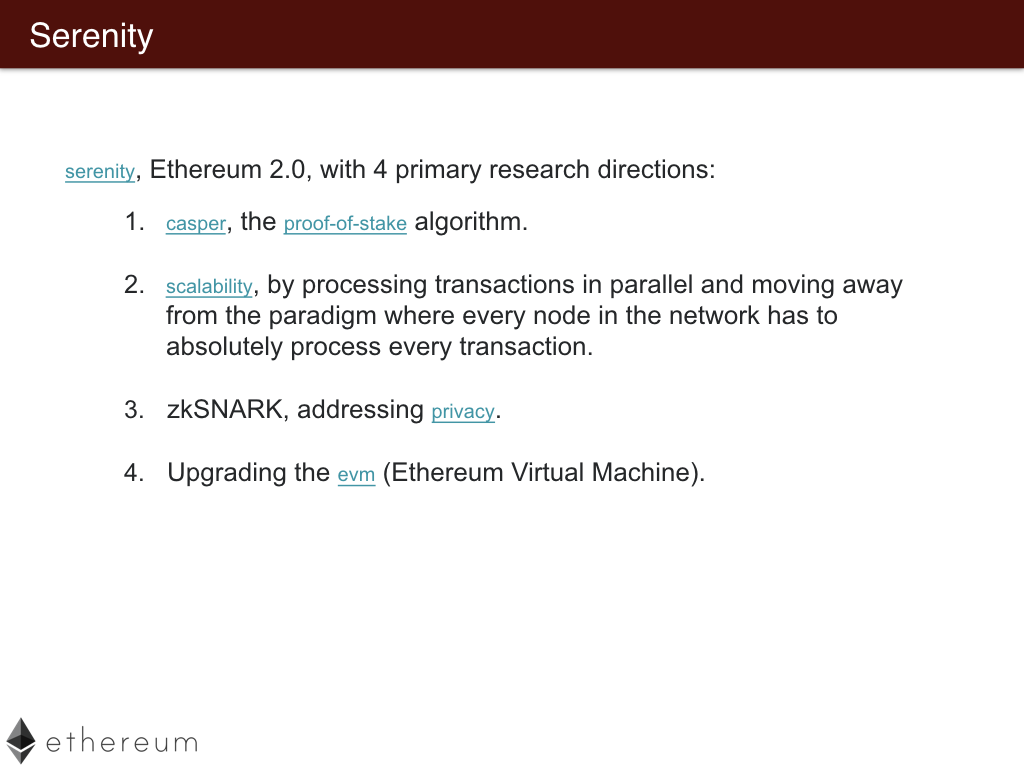 Serenity
serenity, Ethereum 2.0, with 4 primary research directions:
1. casper, the proof-of-stake algorithm.
2. scalability, by processing transactions in parallel and moving away
from the paradigm where every node in the network has to
absolutely process every transaction.
3. zkSNARK, addressing privacy.
4. Upgrading the evm (Ethereum Virtual Machine).
ethereum